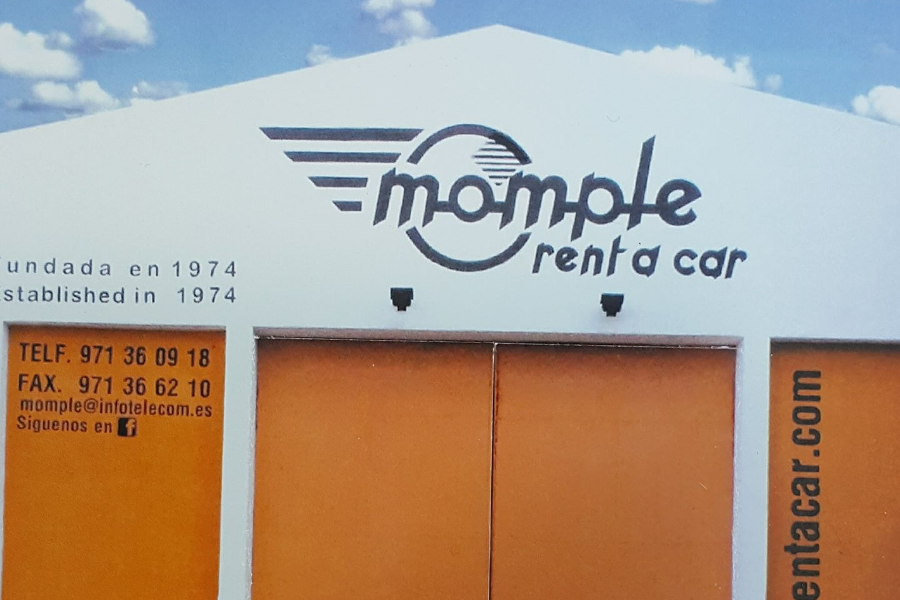 momple
rent a car
undada en 1974
stablished in 1974
TELF. 971 36 09 18
FAX. 971 36 62 10
momple@infotelecom.es
Siguenos en f
entacar.com